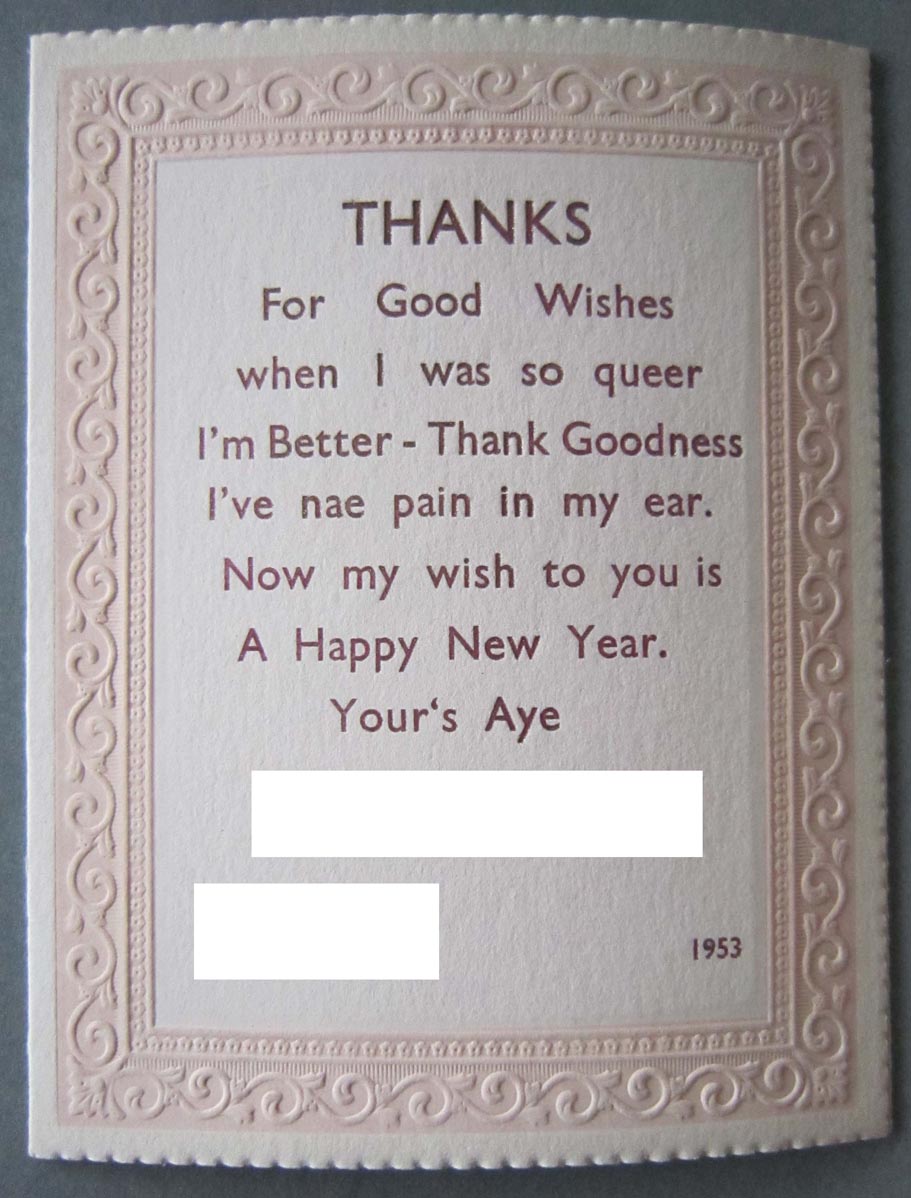 THANKS
For Good Wishes
when I was so queer
I'm Better - Thank Goodness
I've nae pain in my ear.
Now my wish to you is
A Happy New Year.
Your‘s Aye
1953